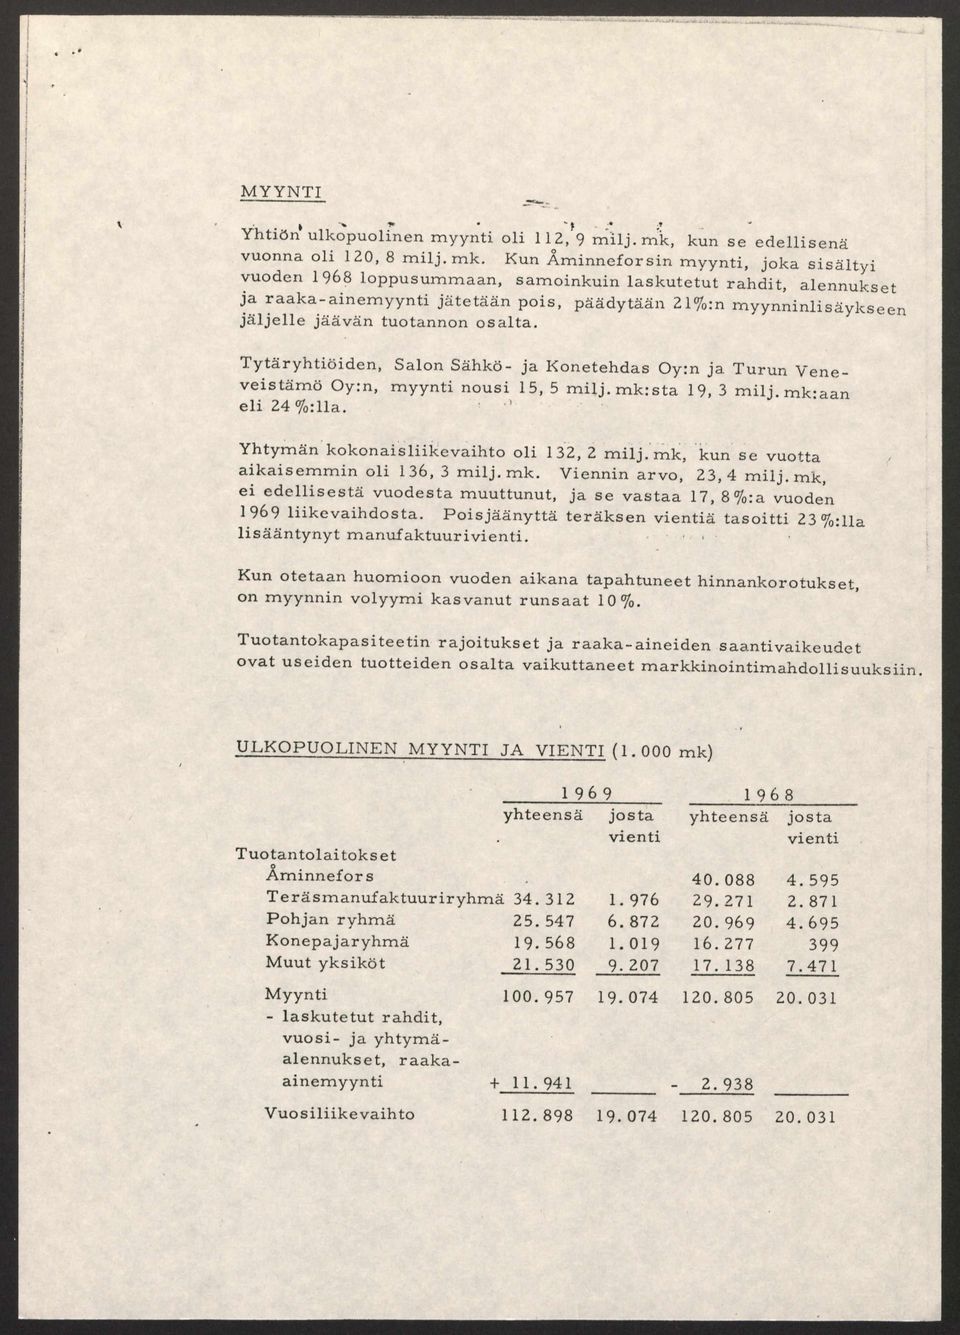 MYYNTI
Yhtiön ulkopuolinen myynti oli 112,9 milj.mk, kun se edellisenä
vuonna oli 120,8 milj.mk. Kun Åminneforsin myynti, joka sisältyi
vuoden 1968 loppusummaan, samoinkuin laskutetut rahdit, alennukset
ja raaka-ainemyynti jätetään pois, päädytään 21%:n myynninlisäykseen
jäljelle jäävän tuotannon osalta.
Tytäryhtiöiden, Salon Sähkö- ja Konetehdas Oy:n ja Turun Vene-
veistämö Oy:n, myynti nousi 15,5 milj.mk:sta 19,3 milj.mk:aan
eli 24%:lla.
Yhtymän kokonaisliikevaihto oli 132,2 milj.mk, kun se vuotta
aikaisemmin oli 136,3 milj.mk. Viennin arvo, 23,4 milj.mk,
ei edellisestä vuodesta muuttunut, ja se vastaa 17,8%:a vuoden
1969 liikevaihdosta. Poisjäänyttä teräksen vientiä tasoitti 23%:lla
lisääntynyt manufaktuurivienti.
Kun otetaan huomioon vuoden aikana tapahtuneet hinnankorotukset,
on myynnin volyymi kasvanut runsaat 10%.
Tuotantokapasiteetin rajoitukset ja raaka-aineiden saantivaikeudet
ovat useiden tuotteiden osalta vaikuttaneet markkinointimahdollisuuksiin.
ULKOPUOLINEN MYYNTI JA VIENTI (1.000 mk)
1969 1968
yhteensä josta yhteensä josta
vienti vienti
Tuotantolaitokset
Åminnefors 40.088 4.595
Teräsmanufaktuuriryhmä 34.312 1.976 29.271 2.871
Pohjan ryhmä 25.547 6.872 20.969 4.695
Konepajaryhmä 19.568 1.019 16.277 399
Muut yksiköt 21.530 9.207 17.138 7.471
Myynti 100.957 19.074 120.805 20.031
- laskutetut rahdit,
vuosi- ja yhtymä-
alennukset, raaka-
ainemyynti + 11.941 - 2.938
Vuosiliikevaihto 112.898 19.074 120.805 20.031